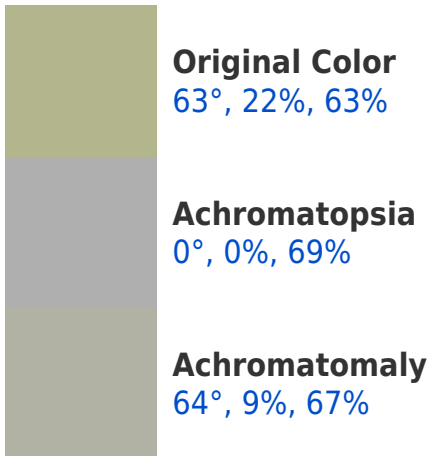 Original Color
63°, 22%, 63%
Achromatopsia
0°, 0%, 69%
Achromatomaly
64°, 9%, 67%